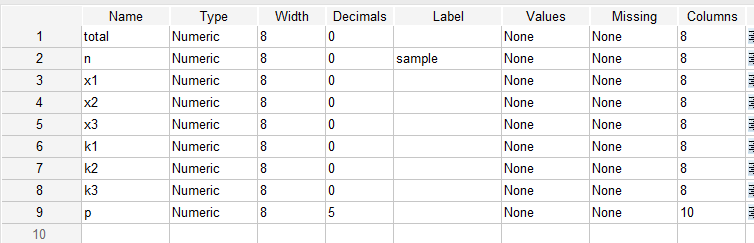 Name Type Width Decimals Label Values Missing Columns
1 total Numeric 8 0 None None 8
2 n Numeric 8 0 sample None None 8
3 x1 Numeric 8 0 None None 8
4 x2 Numeric 8 0 None None 8
5 x3 Numeric 8 0 None None 8
6 k1 Numeric 8 0 None None 8
7 k2 Numeric 8 0 None None 8
8 k3 Numeric 8 0 None None 8
9 p Numeric 8 5 None None 10
10